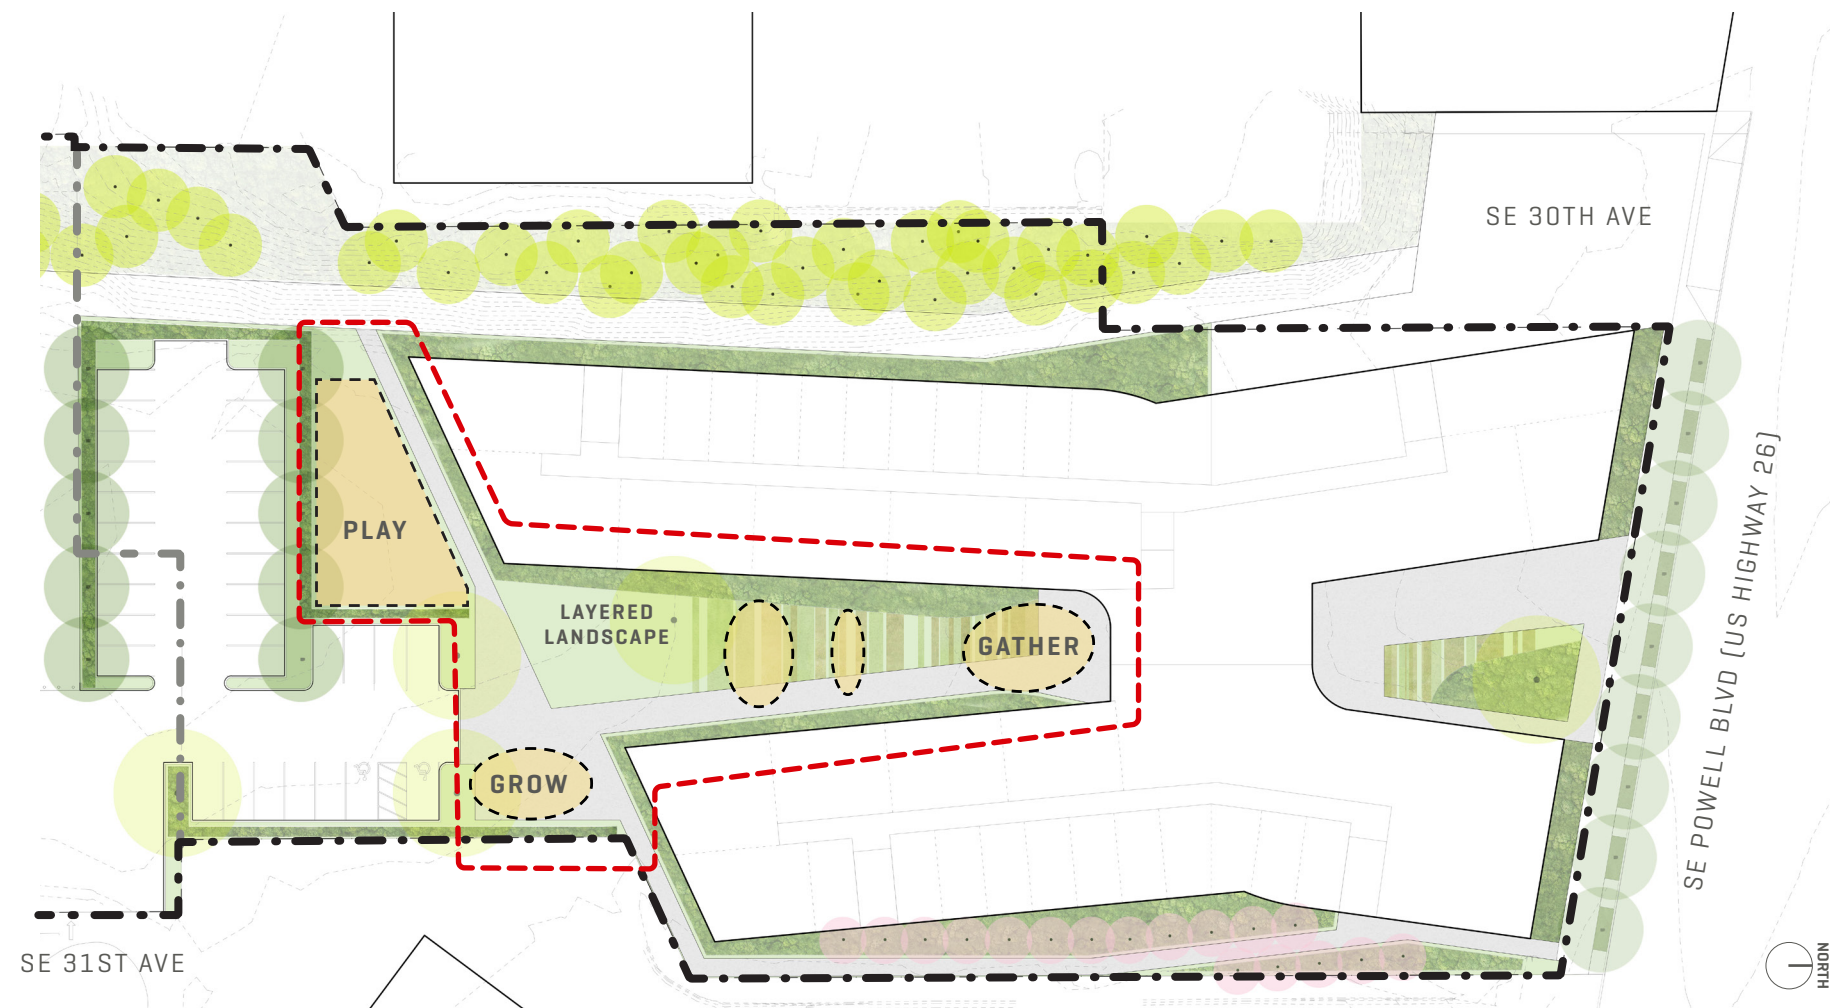 SE 30TH AVE
PLAY
LAYERED
LANDSCAPE
GATHER
GROW
SE POWELL BLVD (US HIGHWAY 26)
SE 31ST AVE
NORTH